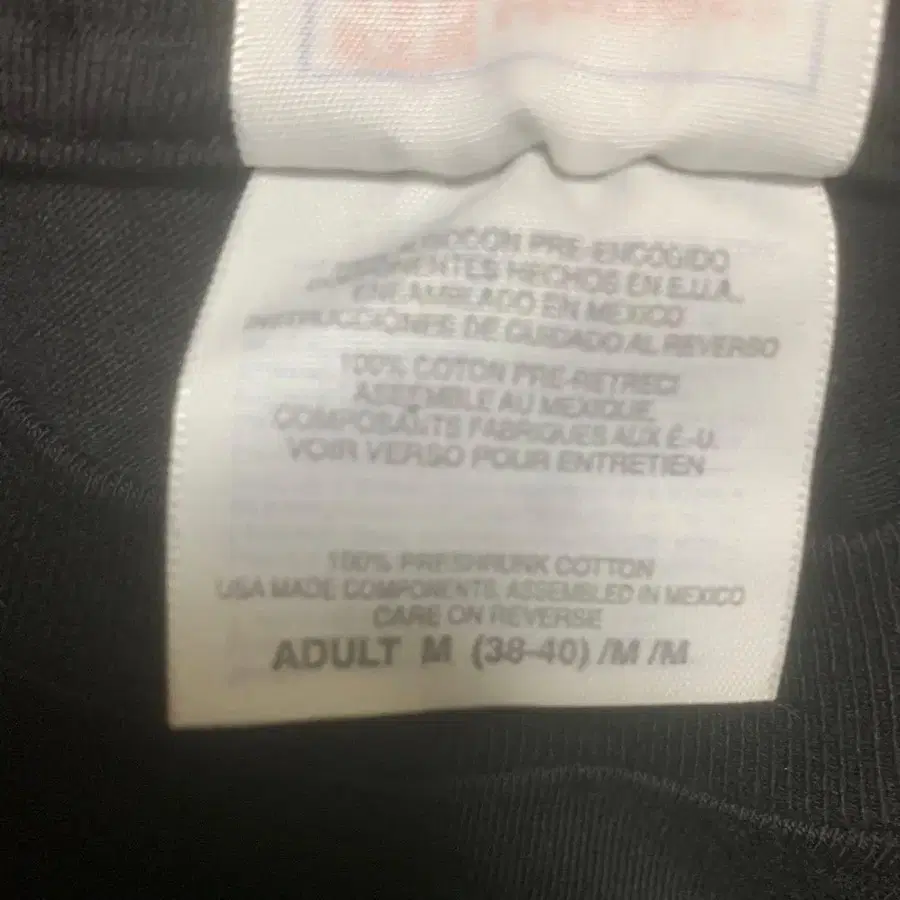 PRE-ENCOGIDO
HECHOS EN E.U.A.,
EN MEXICO
INSTRUCCIONES DE CUIDADO AL REVERSO
100% COTON PRE-RETRECI
ASSEMBLE AU MEXIQUE,
COMPOSANTS FABRIQUES AUX É.-U.
VOIR VERSO POUR ENTRETIEN
100% PRESHRUNK COTTON
USA MADE COMPONENTS, ASSEMBLED IN MEXICO
CARE ON REVERSE
ADULT M (38-40) /M /M